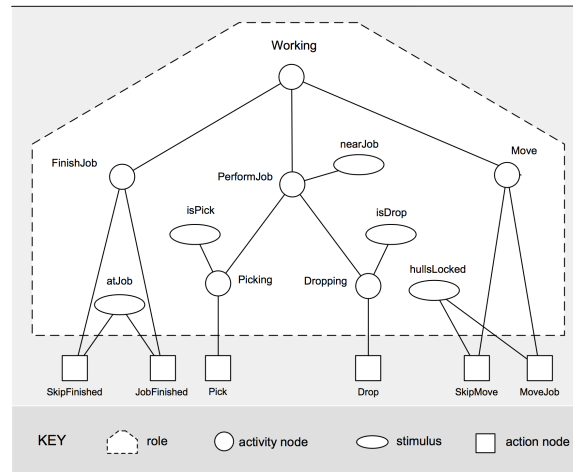 Working
nearJob
Move
FinishJob
PerformJob
isPick
isDrop
hullsLocked
Picking
Dropping
atJob
SkipFinished
JobFinished
Pick
Drop
SkipMove
MoveJob
KEY
role
activity node
stimulus
action node